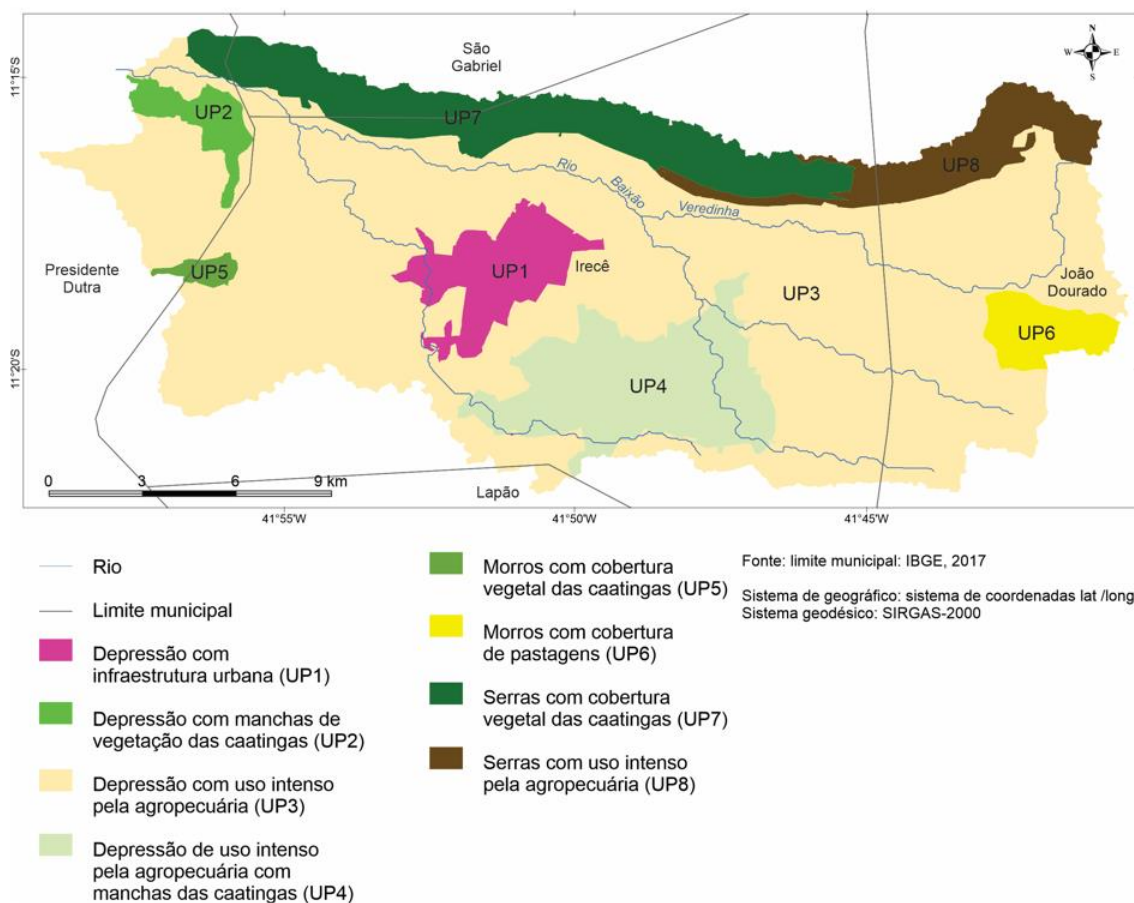 N
W E
S
11°15'S
11°20'S
São
Gabriel
UP2
UP7
UP8
Rio
Baixão
Veredinha
Presidente
Dutra
UP5
UP1
Irecê
UP3
João
Dourado
UP6
UP4
0 3 6 9 km
Lapão
41°55'W 41°50'W 41°45'W
Rio
Limite municipal
Depressão com
infraestrutura urbana (UP1)
Depressão com manchas de
vegetação das caatingas (UP2)
Depressão com uso intenso
pela agropecuária (UP3)
Depressão de uso intenso
pela agropecuária com
manchas das caatingas (UP4)
Morros com cobertura
vegetal das caatingas (UP5)
Morros com cobertura
de pastagens (UP6)
Serras com cobertura
vegetal das caatingas (UP7)
Serras com uso intenso
pela agropecuária (UP8)
Fonte: limite municipal: IBGE, 2017
Sistema de geográfico: sistema de coordenadas lat /long
Sistema geodésico: SIRGAS-2000